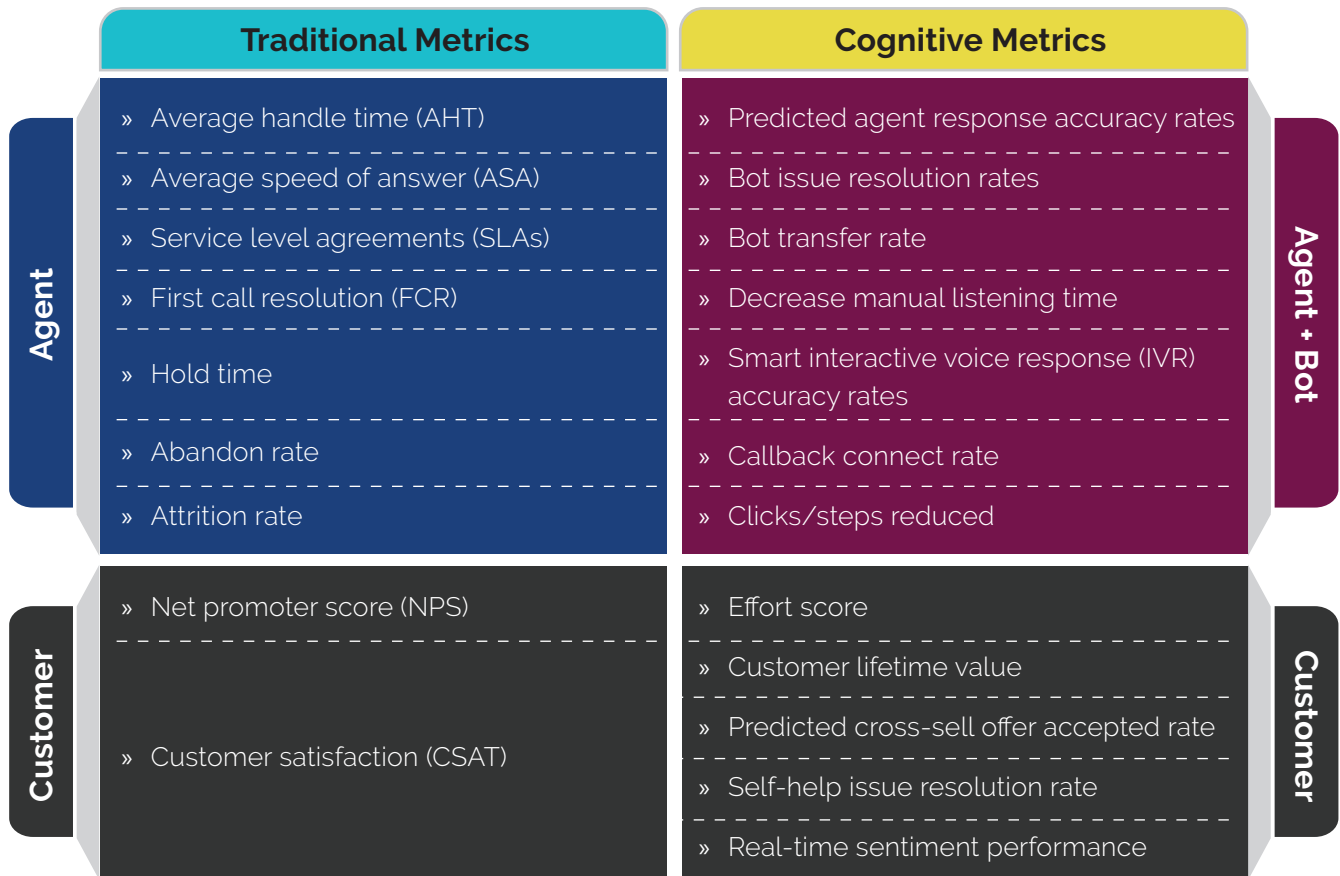 Traditional Metrics
Cognitive Metrics
Agent
» Average handle time (AHT)
» Average speed of answer (ASA)
» Service level agreements (SLAs)
» First call resolution (FCR)
» Hold time
» Abandon rate
» Attrition rate
» Predicted agent response accuracy rates
» Bot issue resolution rates
» Bot transfer rate
» Decrease manual listening time
» Smart interactive voice response (IVR)
accuracy rates
» Callback connect rate
» Clicks/steps reduced
Agent + Bot
Customer
» Net promoter score (NPS)
» Customer satisfaction (CSAT)
» Effort score
» Customer lifetime value
» Predicted cross-sell offer accepted rate
» Self-help issue resolution rate
» Real-time sentiment performance
Customer